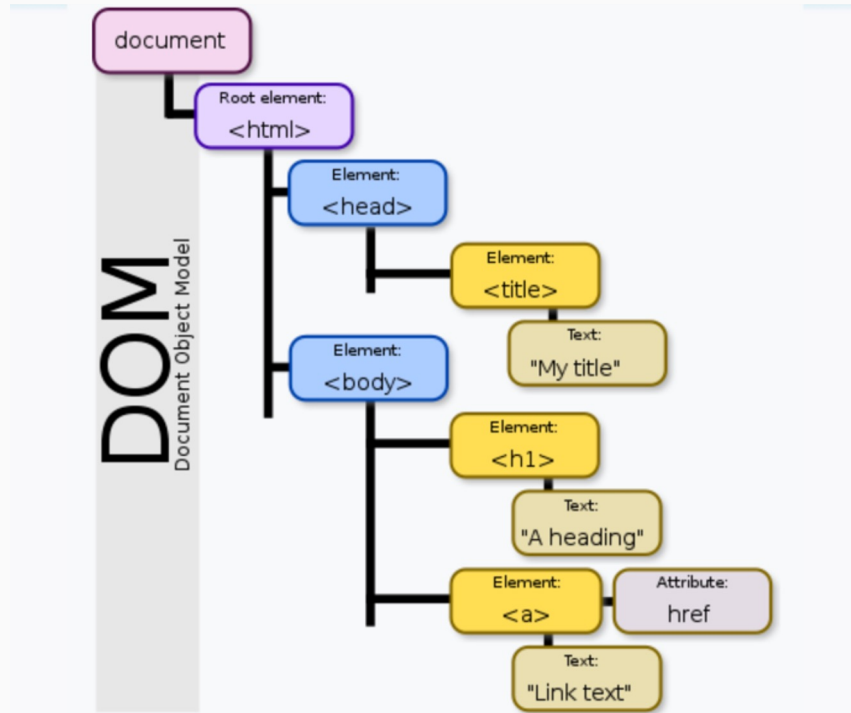 document
Root element:
<html>
Element:
<head>
Element:
<title>
Text:
"My title"
Element:
<body>
Element:
<h1>
Text:
"A heading"
Element:
<a>
Attribute:
href
Text:
"Link text"
DOM
Document Object Model